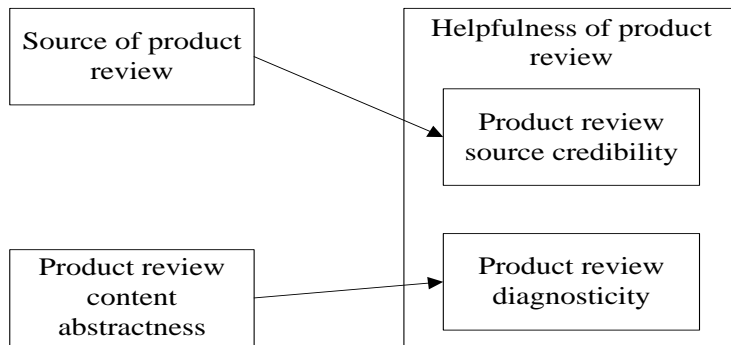 Source of product
review
Helpfulness of product
review
Product review
source credibility
Product review
content
abstractness
Product review
diagnosticity